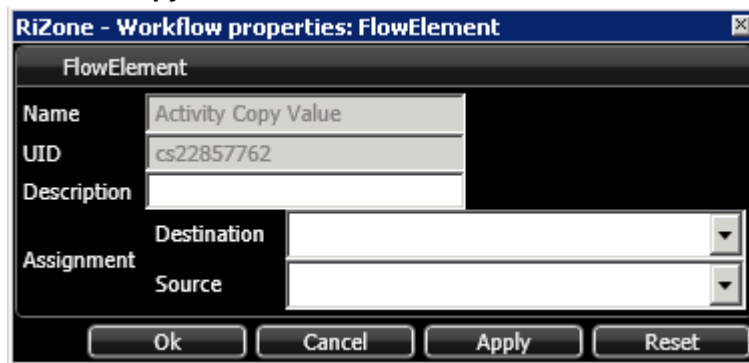 RiZone - Workflow properties: FlowElement
FlowElement
Name Activity Copy Value
UID cs22857762
Description
Assignment
Destination
Source
Ok Cancel Apply Reset